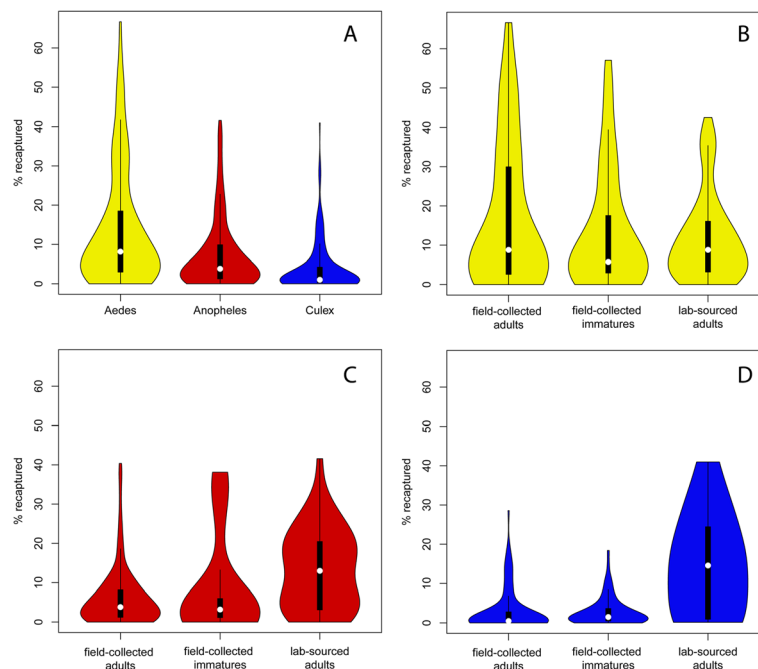 A
% recaptured
60
50
40
30
20
10
0
Aedes Anopheles Culex
B
% recaptured
60
50
40
30
20
10
0
field-collected adults
field-collected immatures
lab-sourced adults
C
% recaptured
60
50
40
30
20
10
0
field-collected adults
field-collected immatures
lab-sourced adults
D
% recaptured
60
50
40
30
20
10
0
field-collected adults
field-collected immatures
lab-sourced adults